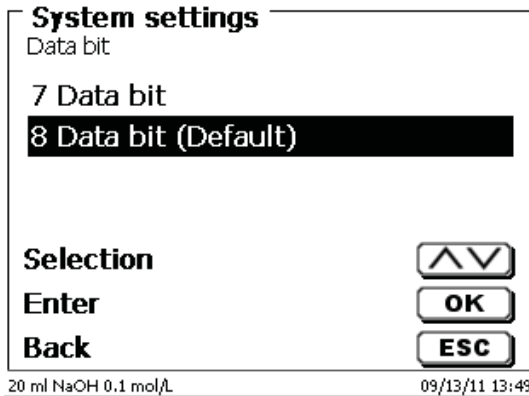 System settings
Data bit
7 Data bit
8 Data bit (Default)
Selection
Enter OK
Back ESC
20 ml NaOH 0.1 mol/L 09/13/11 13:49